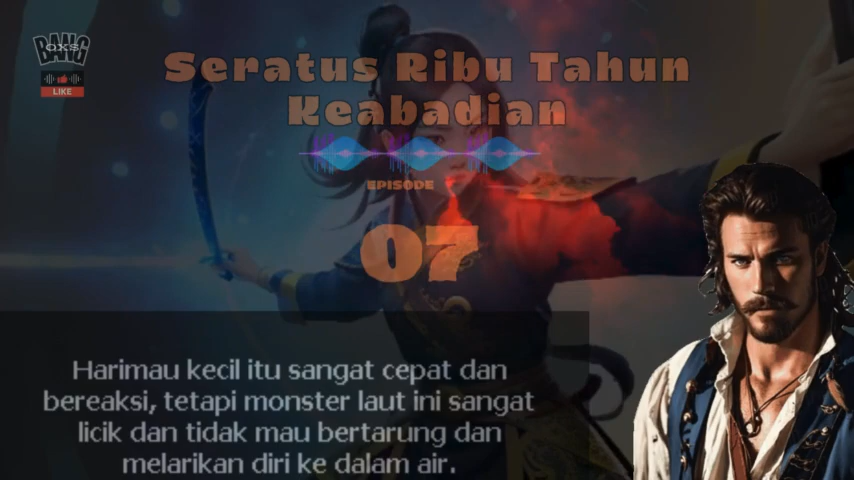 BANG
OXS
LIKE
Seratus Ribu Tahun
Keabadian
EPISODE
07
Harimau kecil itu sangat cepat dan
bereaksi, tetapi monster laut ini sangat
licik dan tidak mau bertarung dan
melarikan diri ke dalam air.